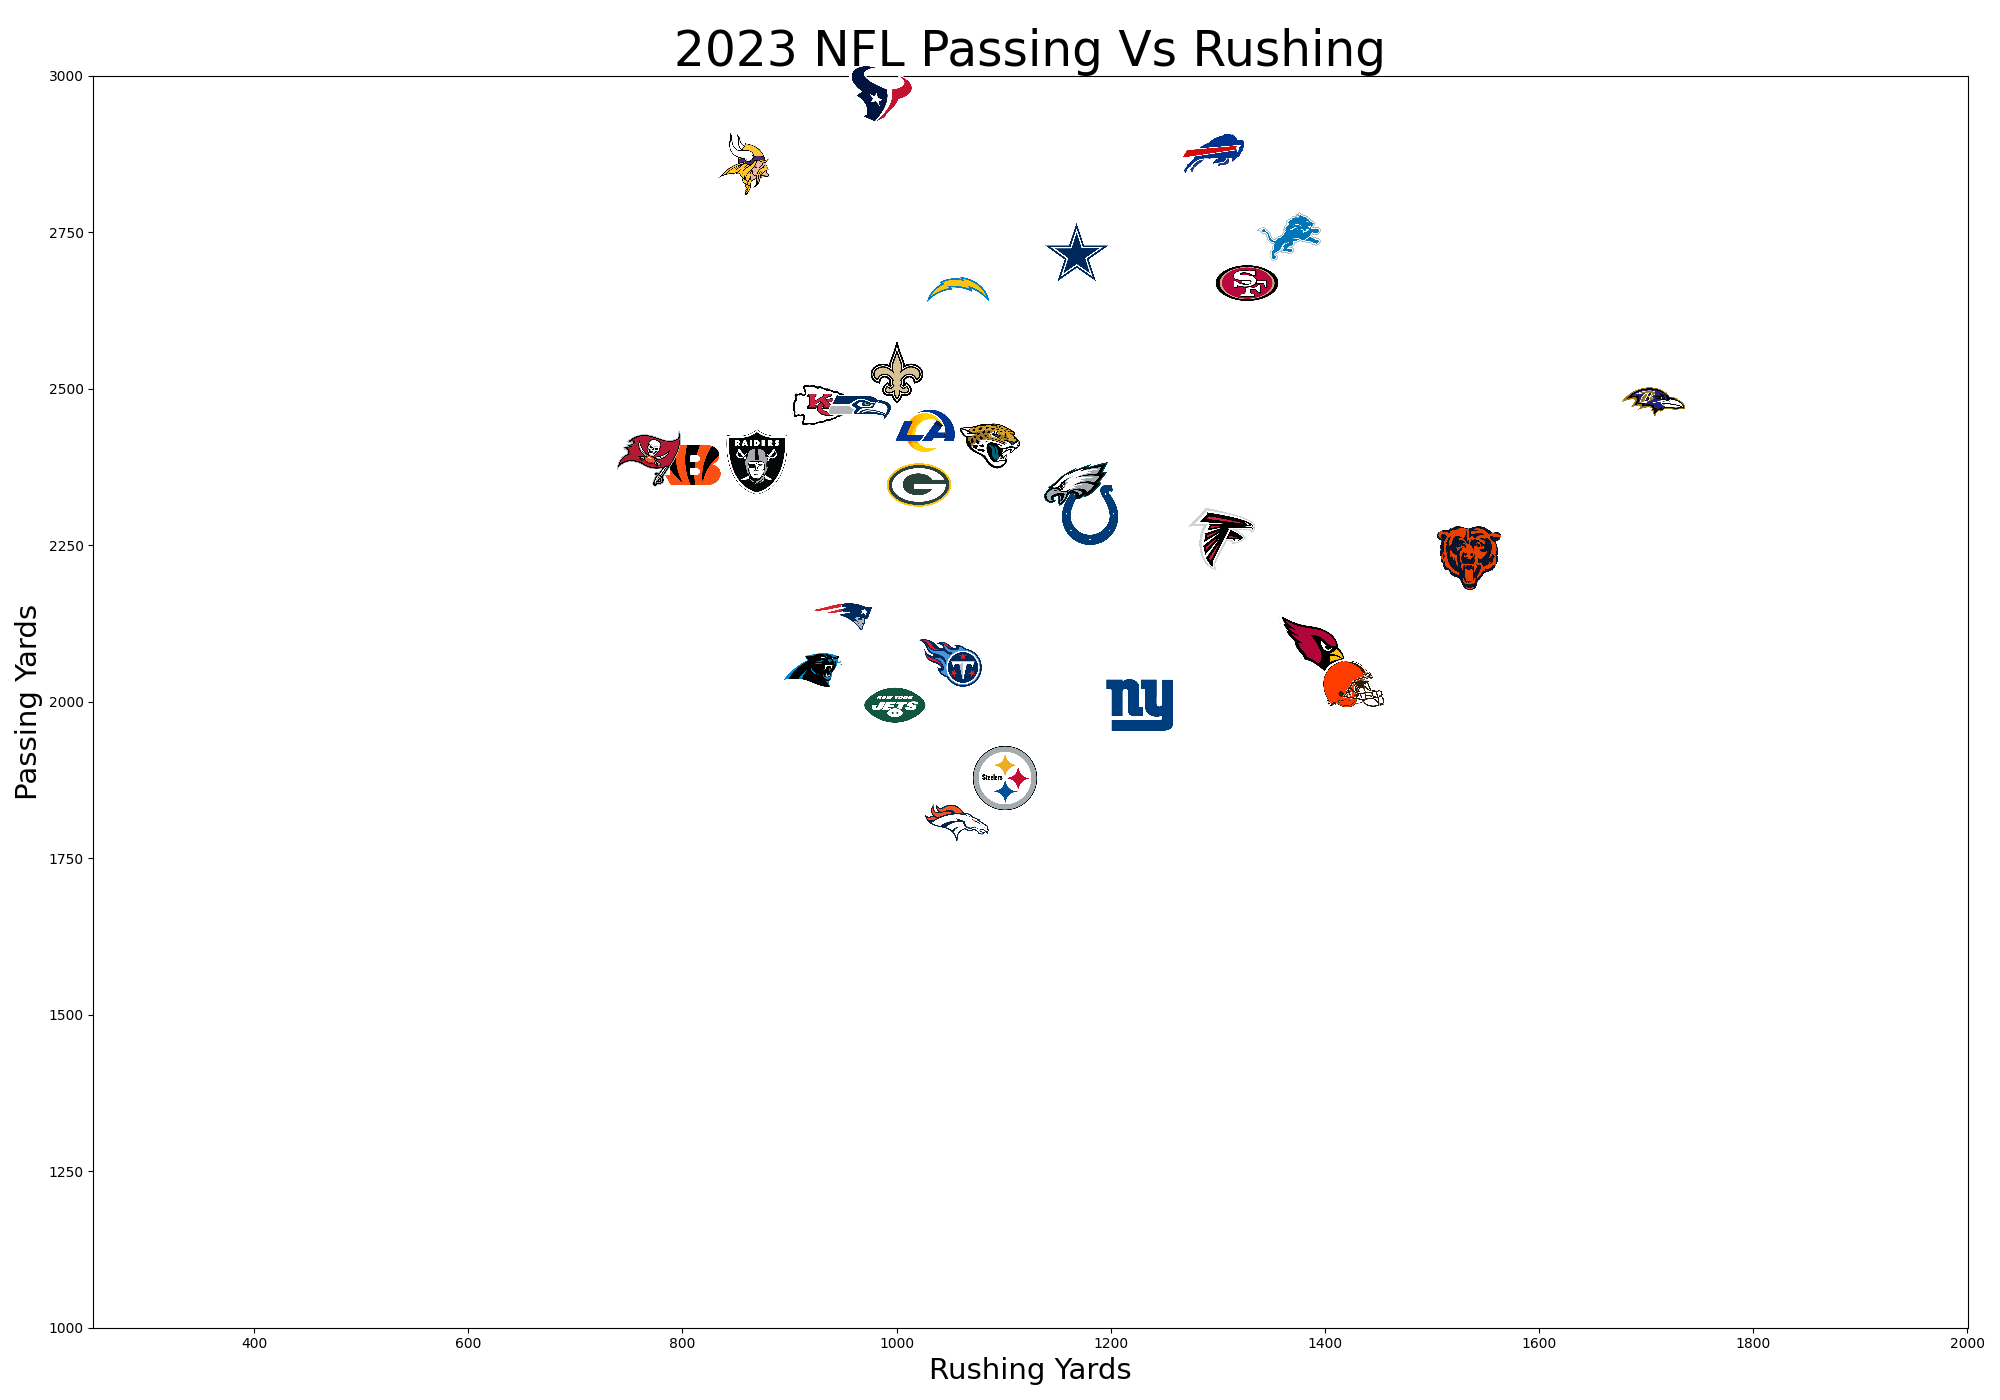 2023 NFL Passing Vs Rushing
3000
2750
2500
2250
2000
1750
1500
1250
1000
Passing Yards
SF
KC
LA
RAIDERS
B
G
T
NEW YORK
JETS
ny
Steelers
400 600 800 1000 1200 1400 1600 1800 2000
Rushing Yards